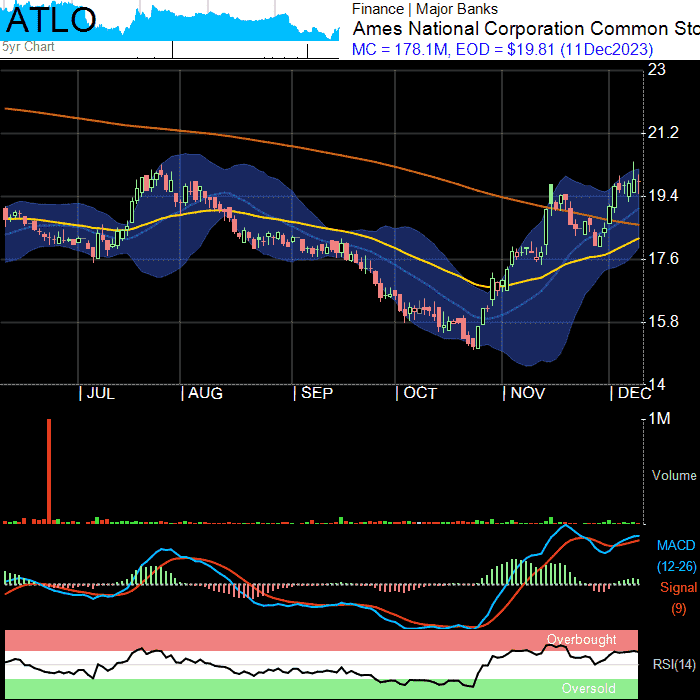 ATLO
5yr Chart
Finance | Major Banks
Ames National Corporation Common Sto
MC = 178.1M, EOD = $19.81 (11Dec2023)
23
21.2
19.4
17.6
15.8
14
| JUL | AUG | SEP | OCT | NOV | DEC
1M
Volume
MACD
(12-26)
Signal
(9)
Overbought
RSI(14)
Oversold